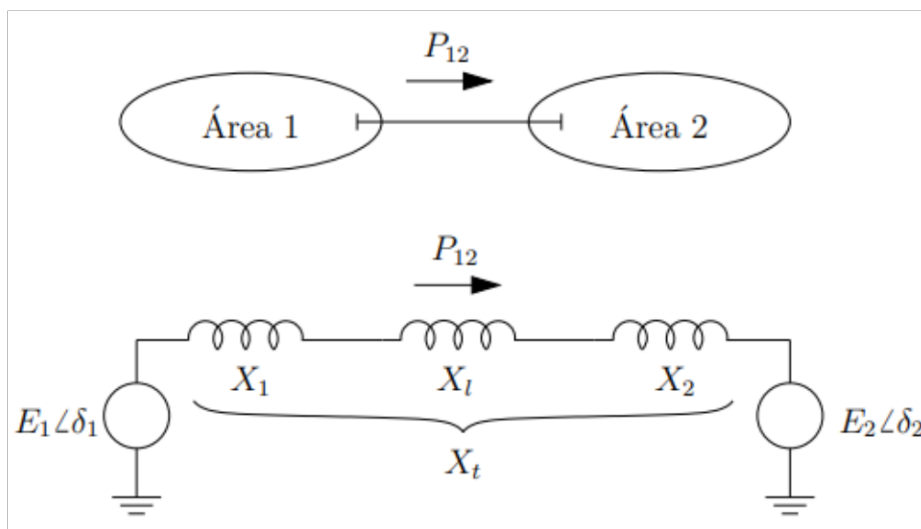 P₁₂
Área 1
Área 2
P₁₂
X₁
Xₗ
X₂
E₁∠δ₁
E₂∠δ₂
Xₜ